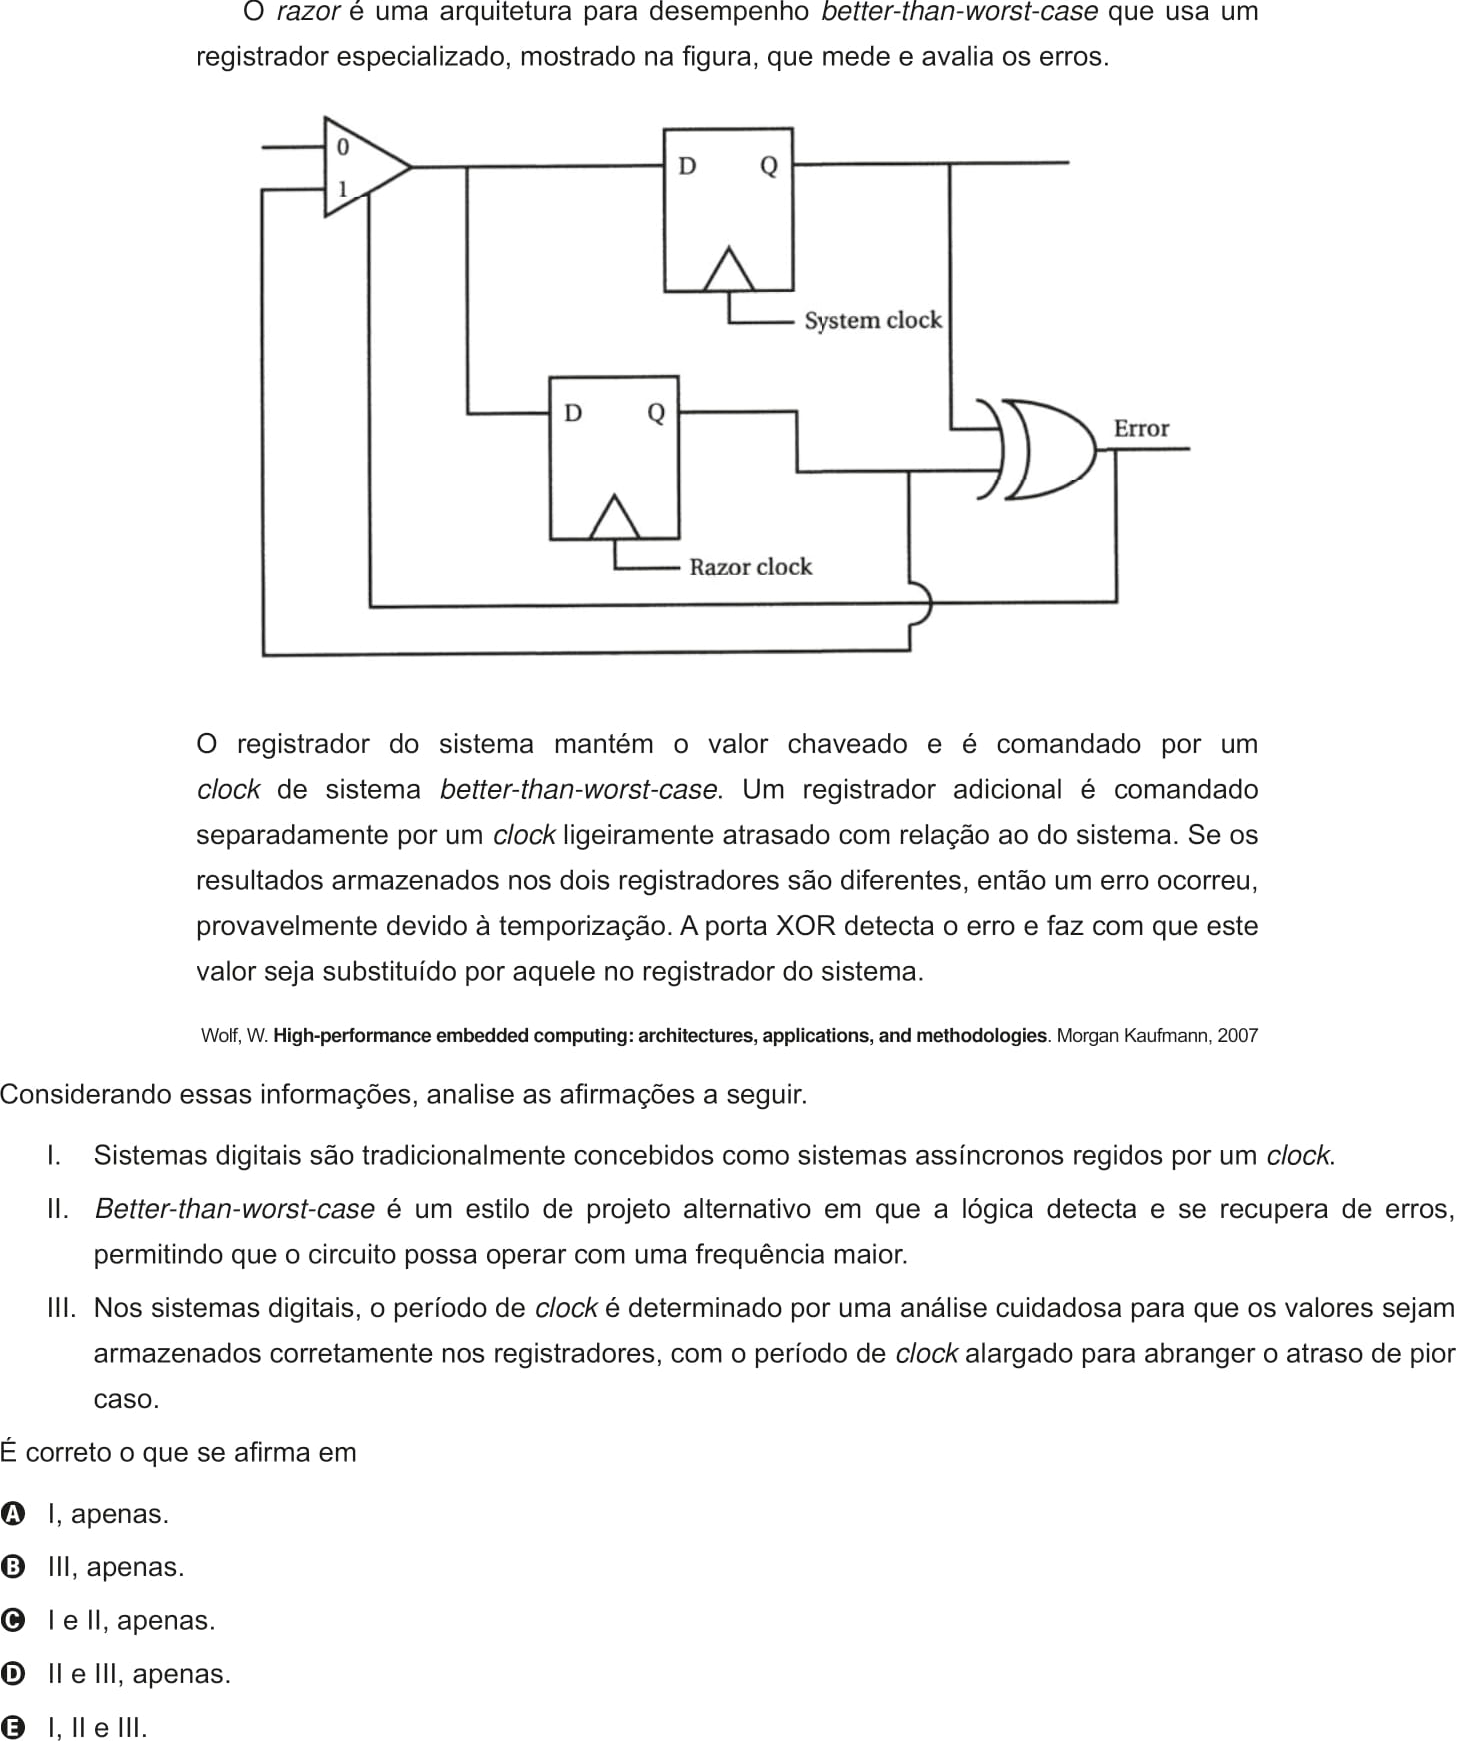 O razor é uma arquitetura para desempenho better-than-worst-case que usa um
registrador especializado, mostrado na figura, que mede e avalia os erros.
0
1
D Q
System clock
D Q
Error
Razor clock
O registrador do sistema mantém o valor chaveado e é comandado por um
clock de sistema better-than-worst-case. Um registrador adicional é comandado
separadamente por um clock ligeiramente atrasado com relação ao do sistema. Se os
resultados armazenados nos dois registradores são diferentes, então um erro ocorreu,
provavelmente devido à temporização. A porta XOR detecta o erro e faz com que este
valor seja substituído por aquele no registrador do sistema.
Wolf, W. High-performance embedded computing: architectures, applications, and methodologies. Morgan Kaufmann, 2007
Considerando essas informações, analise as afirmações a seguir.
I. Sistemas digitais são tradicionalmente concebidos como sistemas assíncronos regidos por um clock.
II. Better-than-worst-case é um estilo de projeto alternativo em que a lógica detecta e se recupera de erros,
permitindo que o circuito possa operar com uma frequência maior.
III. Nos sistemas digitais, o período de clock é determinado por uma análise cuidadosa para que os valores sejam
armazenados corretamente nos registradores, com o período de clock alargado para abranger o atraso de pior
caso.
É correto o que se afirma em
A I, apenas.
B III, apenas.
C I e II, apenas.
D II e III, apenas.
E I, II e III.